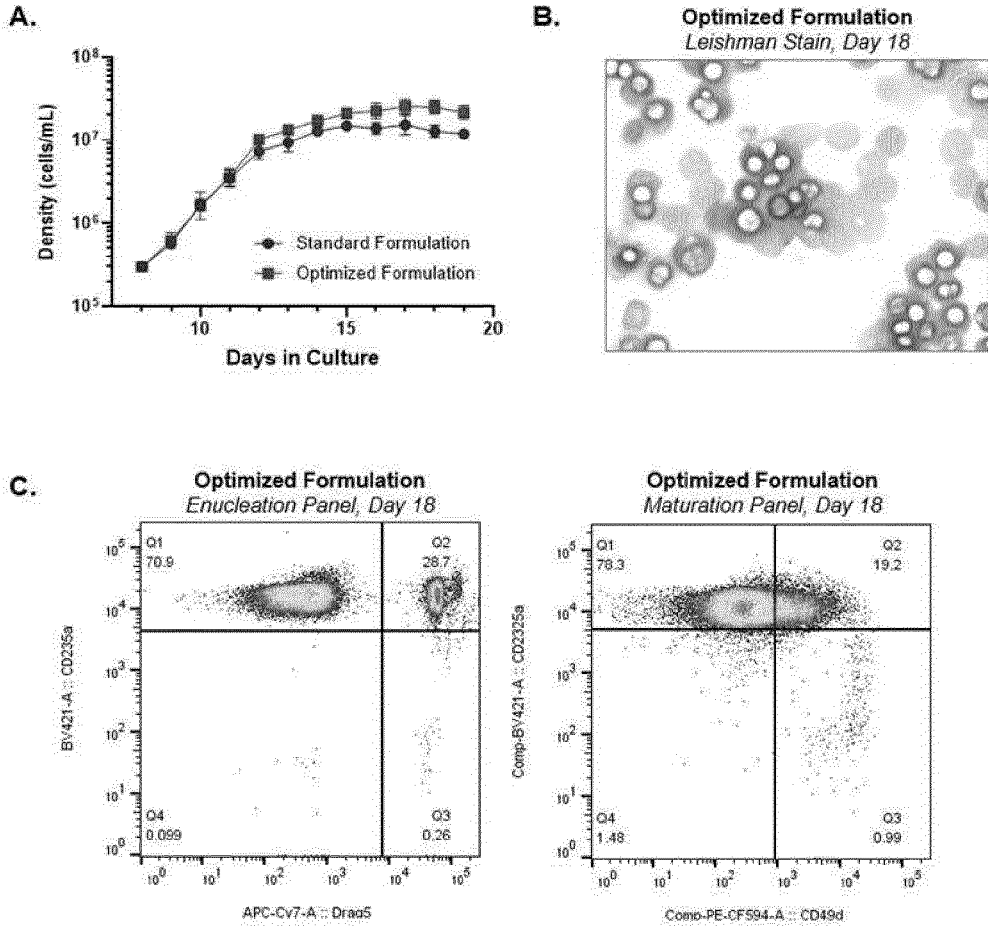 A.
10⁸
10⁷
10⁶
10⁵
Density (cells/mL)
Standard Formulation
Optimized Formulation
10
15
20
Days in Culture
B.
Optimized Formulation
Leishman Stain, Day 18
C.
Optimized Formulation
Enucleation Panel, Day 18
Q1
70.9
Q2
28.7
Q4
0.099
Q3
0.26
10⁵
10⁴
10³
10²
10¹
10⁰
BV421-A :: CD235a
10⁰
10¹
10²
10³
10⁴
10⁵
APC-Cy7-A :: Draq5
Optimized Formulation
Maturation Panel, Day 18
Q1
78.3
Q2
19.2
Q4
1.48
Q3
0.99
10⁵
10⁴
10³
10²
10¹
10⁰
Comp-BV421-A :: CD2325a
10⁰
10¹
10²
10³
10⁴
10⁵
Comp-PE-CF594-A :: CD49d